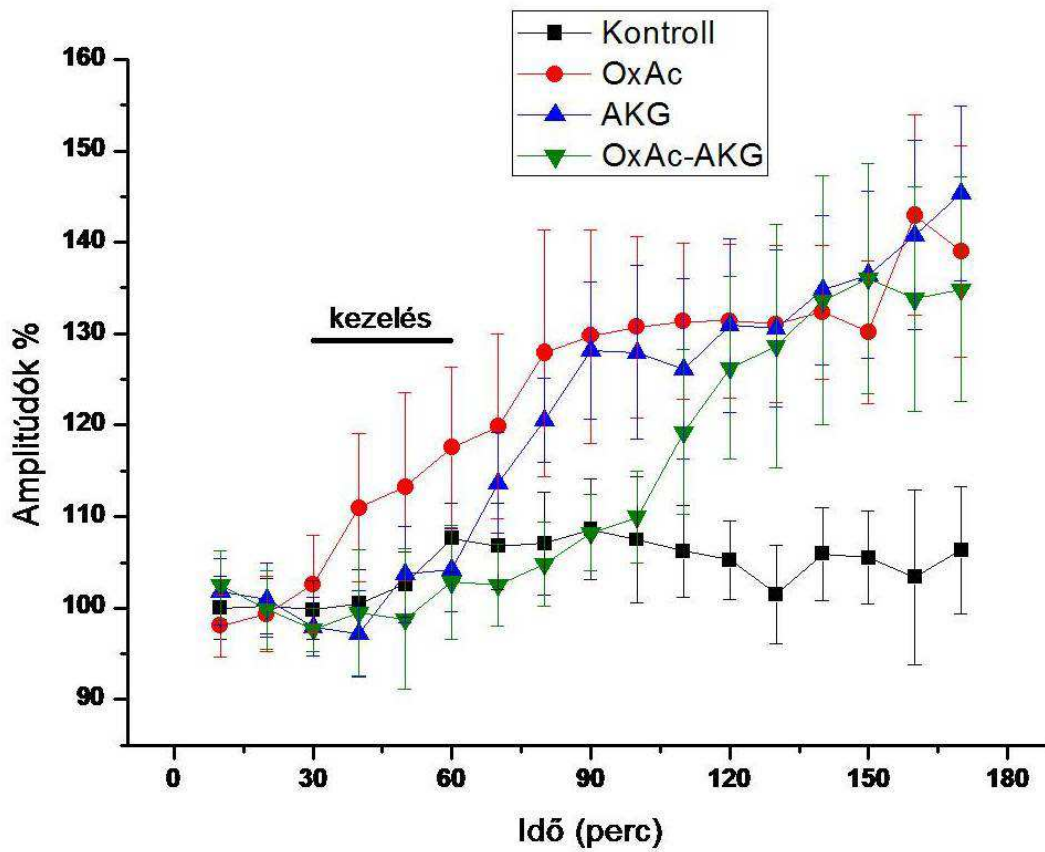 Kontroll
OxAc
AKG
OxAc-AKG
160
150
140
130
120
110
100
90
Amplitúdók %
kezelés
0
30
60
90
120
150
180
Idő (perc)